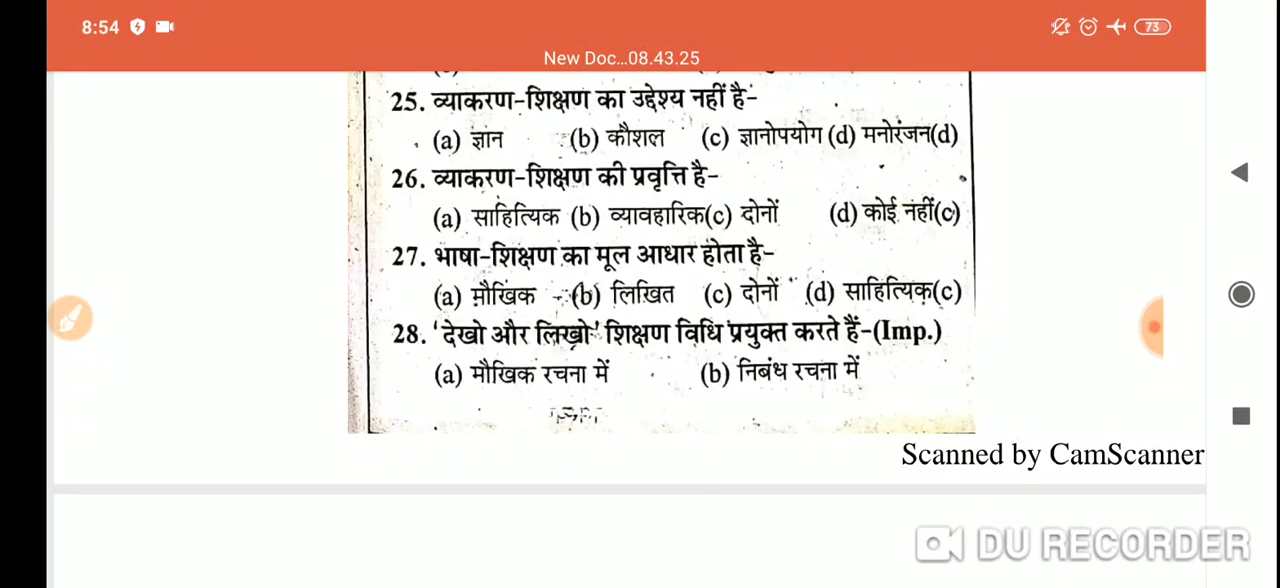 8:54
73
New Doc...08.43.25
25. व्याकरण-शिक्षण का उद्देश्य नहीं है-
(a) ज्ञान (b) कौशल (c) ज्ञानोपयोग (d) मनोरंजन(d)
26. व्याकरण-शिक्षण की प्रवृत्ति है-
(a) साहित्यिक (b) व्यावहारिक(c) दोनों (d) कोई नहीं(c)
27. भाषा-शिक्षण का मूल आधार होता है-
(a) मौखिक (b) लिखित (c) दोनों (d) साहित्यिक(c)
28. 'देखो और लिखो' शिक्षण विधि प्रयुक्त करते हैं-(Imp.)
(a) मौखिक रचना में (b) निबंध रचना में
Scanned by CamScanner
DU RECORDER